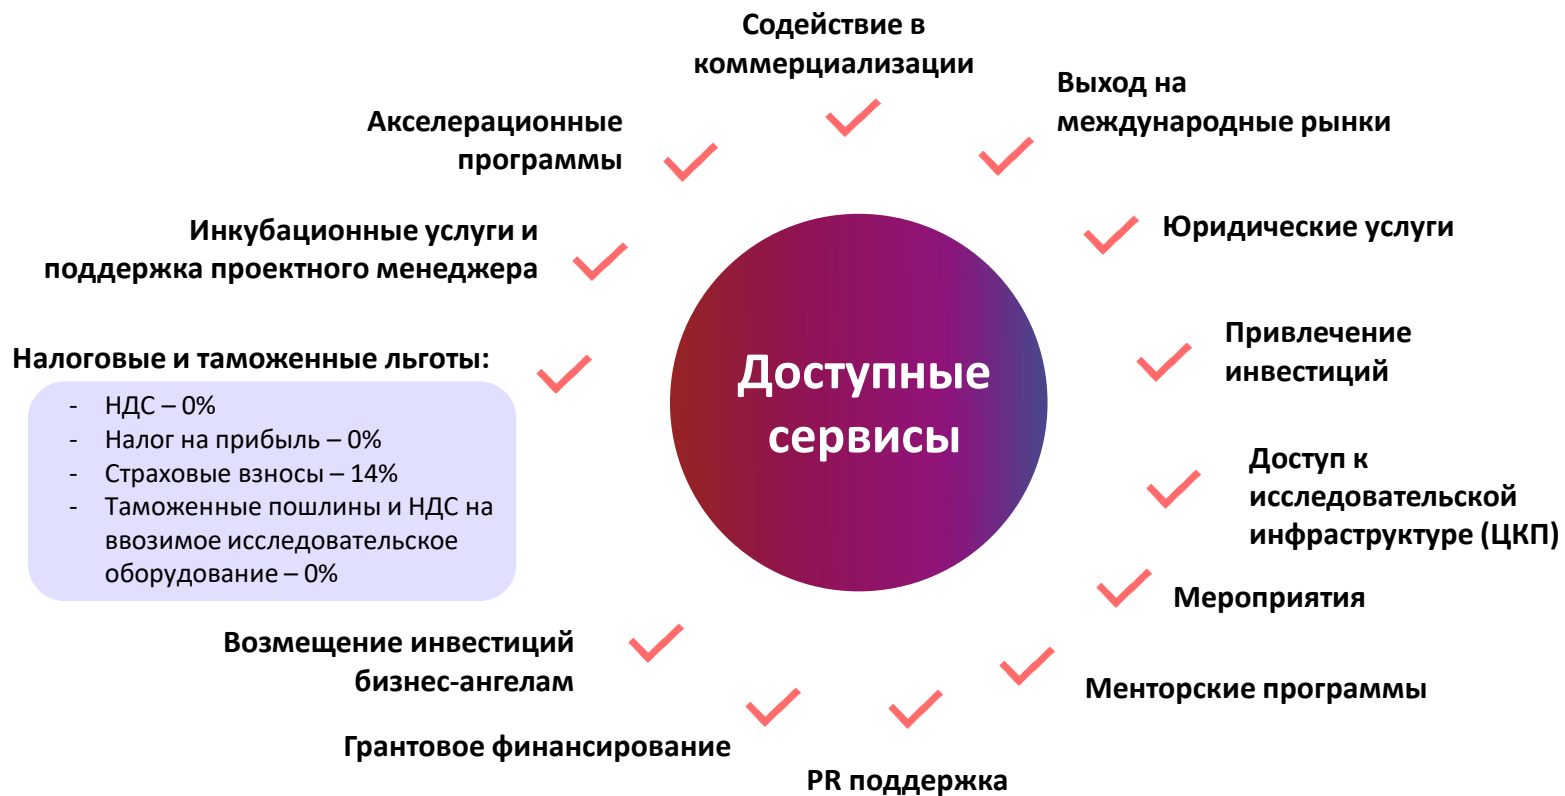 Содействие в
коммерциализации
Выход на
международные рынки
Акселерационные
программы
Инкубационные услуги и
поддержка проектного менеджера
Юридические услуги
Налоговые и таможенные льготы:
- НДС – 0%
- Налог на прибыль – 0%
- Страховые взносы – 14%
- Таможенные пошлины и НДС на
ввозимое исследовательское
оборудование – 0%
Доступные
сервисы
Привлечение
инвестиций
Доступ к
исследовательской
инфраструктуре (ЦКП)
Мероприятия
Менторские программы
Возмещение инвестиций
бизнес-ангелам
Грантовое финансирование
PR поддержка